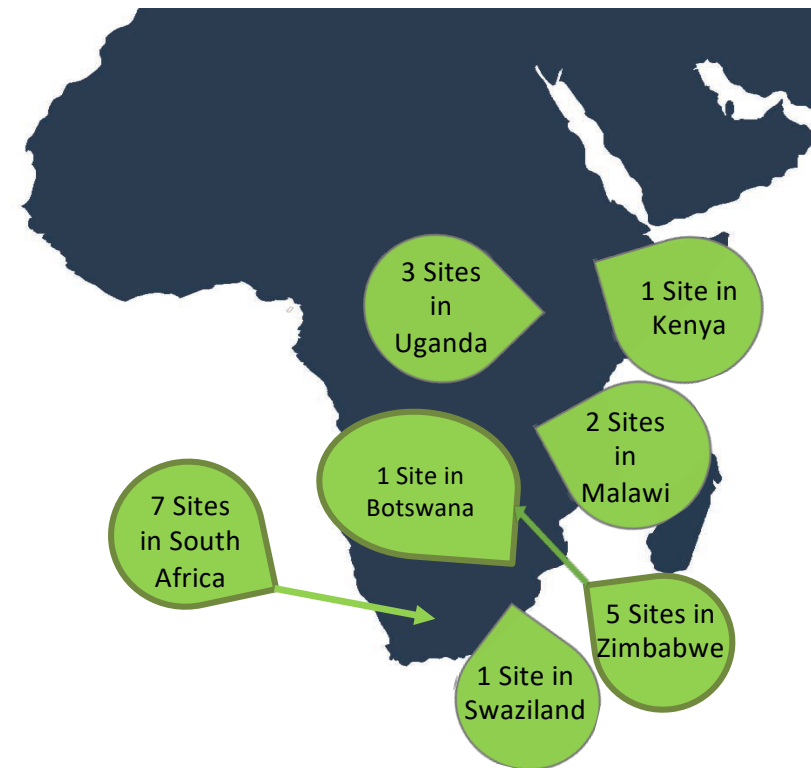 3 Sites
in
Uganda
1 Site in
Kenya
2 Sites
in
Malawi
1 Site in
Botswana
7 Sites
in South
Africa
5 Sites in
Zimbabwe
1 Site in
Swaziland